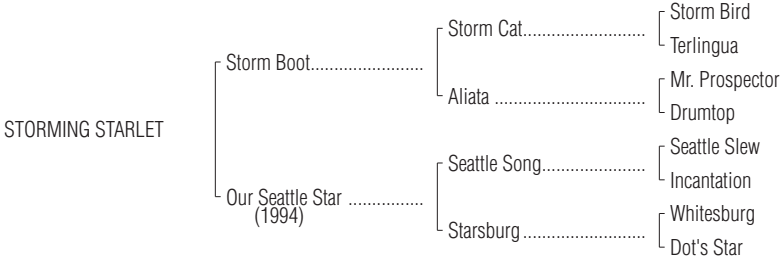 Storm Bird
Storm Cat..........................
Terlingua
Storm Boot........................
Mr. Prospector
Aliata ................................
Drumtop
STORMING STARLET
Seattle Slew
Seattle Song......................
Incantation
Our Seattle Star ................
(1994)
Whitesburg
Starsburg ..........................
Dot's Star